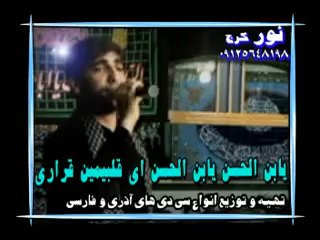 نور کرج
۰۹۱۲۵۶۴۸۱۹۸
یابن الحسن یابن الحسن ای قلبیمین قراری
تهیه و توزیع انواع سی دی های آذری و فارسی